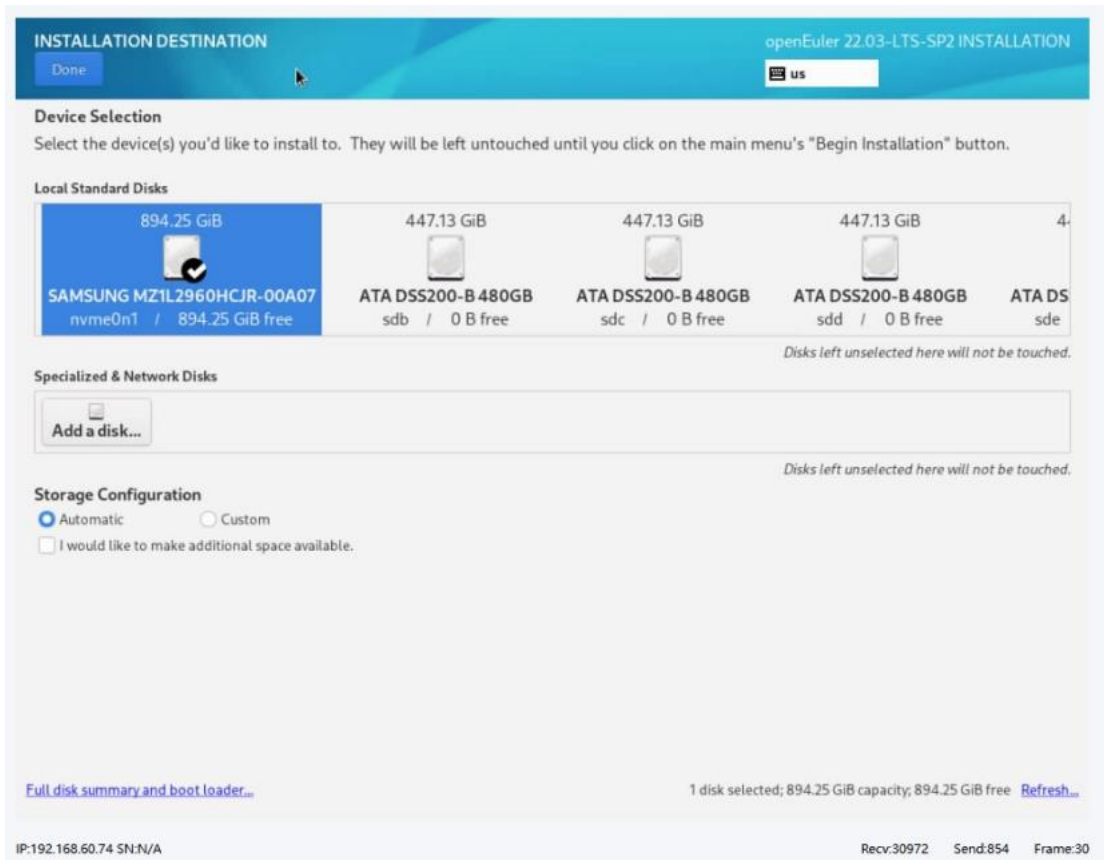 INSTALLATION DESTINATION
openEuler 22.03-LTS-SP2 INSTALLATION
Done
us
Device Selection
Select the device(s) you'd like to install to. They will be left untouched until you click on the main menu's "Begin Installation" button.
Local Standard Disks
894.25 GiB 447.13 GiB 447.13 GiB 447.13 GiB 4
SAMSUNG MZ1L2960HCJR-00A07 ATA DSS200-B 480GB ATA DSS200-B 480GB ATA DSS200-B 480GB ATA DS
nvme0n1 / 894.25 GiB free sdb / 0 B free sdc / 0 B free sdd / 0 B free sde
Disks left unselected here will not be touched.
Specialized & Network Disks
Add a disk...
Disks left unselected here will not be touched.
Storage Configuration
Automatic Custom
I would like to make additional space available.
Full disk summary and boot loader... 1 disk selected; 894.25 GiB capacity; 894.25 GiB free Refresh...
IP:192.168.60.74 SN:N/A Recv:30972 Send:854 Frame:30